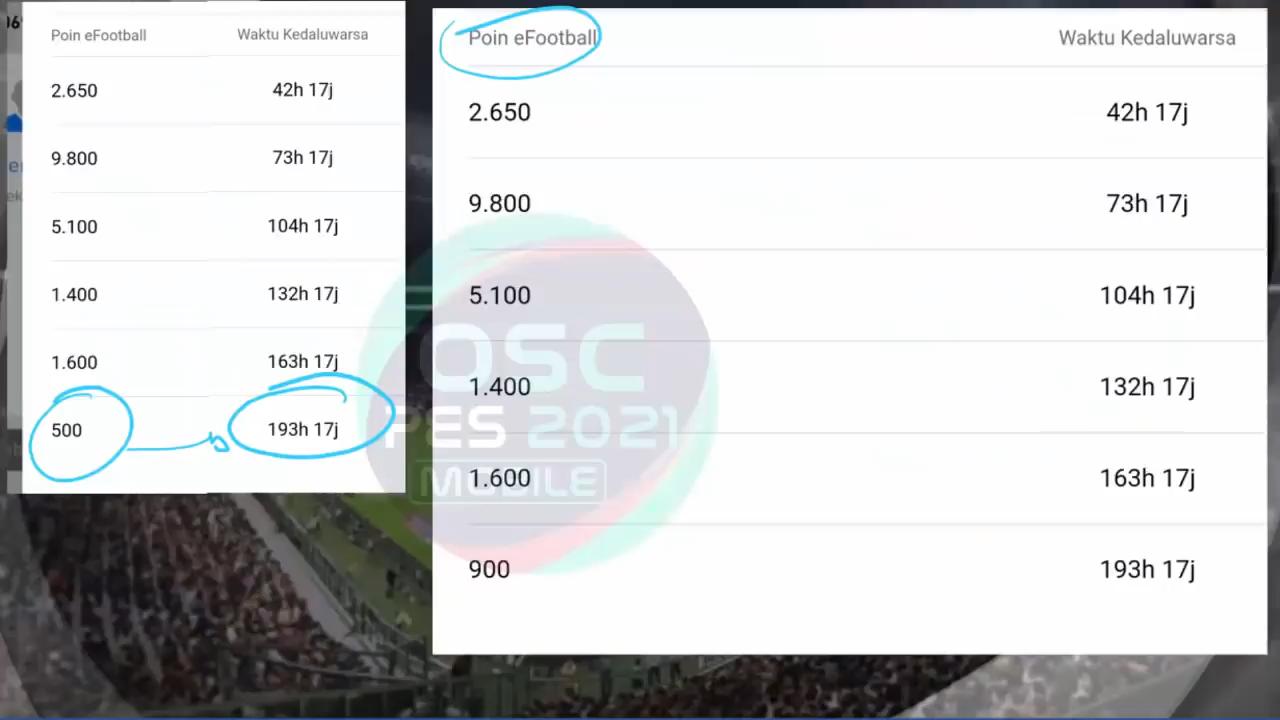 069
Poin eFootball Waktu Kedaluwarsa
2.650 42h 17j
9.800 73h 17j
5.100 104h 17j
1.400 132h 17j
1.600 163h 17j
500 193h 17j
Poin eFootball Waktu Kedaluwarsa
2.650 42h 17j
9.800 73h 17j
5.100 104h 17j
1.400 132h 17j
1.600 163h 17j
900 193h 17j
OSC
PES 2021
MOBILE